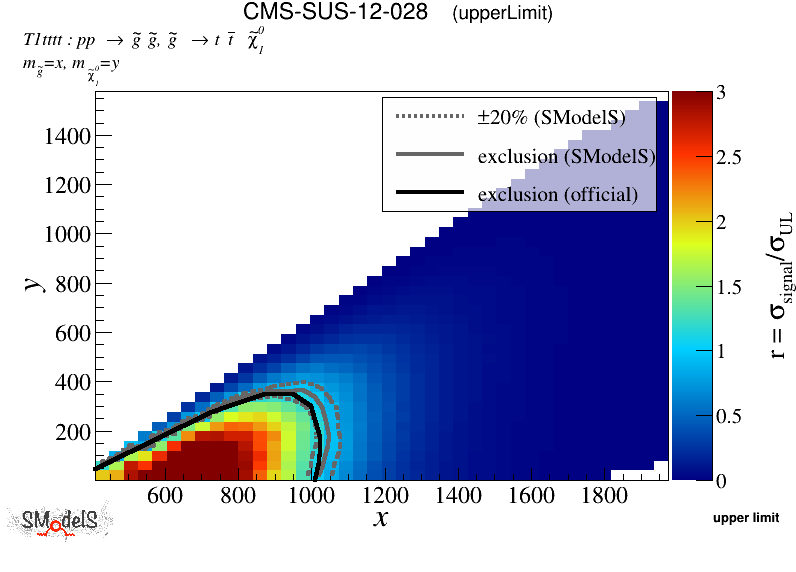 CMS-SUS-12-028 (upperLimit)
T1tttt : pp → g̃ g̃, g̃ → t t̄ χ̃⁰₁
m_g̃=x, m_χ̃⁰₁=y
±20% (SModelS)
exclusion (SModelS)
exclusion (official)
1400
1200
1000
800
600
400
200
y
600 800 1000 1200 1400 1600 1800
x
3
2.5
2
1.5
1
0.5
0
r = σ_signal/σ_UL
SModelS
upper limit